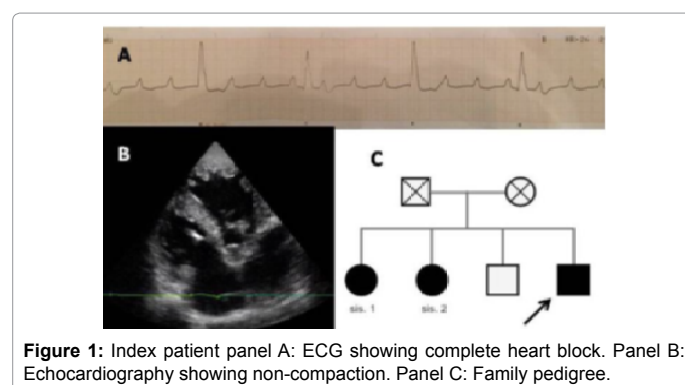 A
B
C
sis. 1
sis. 2
Figure 1: Index patient panel A: ECG showing complete heart block. Panel B:
Echocardiography showing non-compaction. Panel C: Family pedigree.